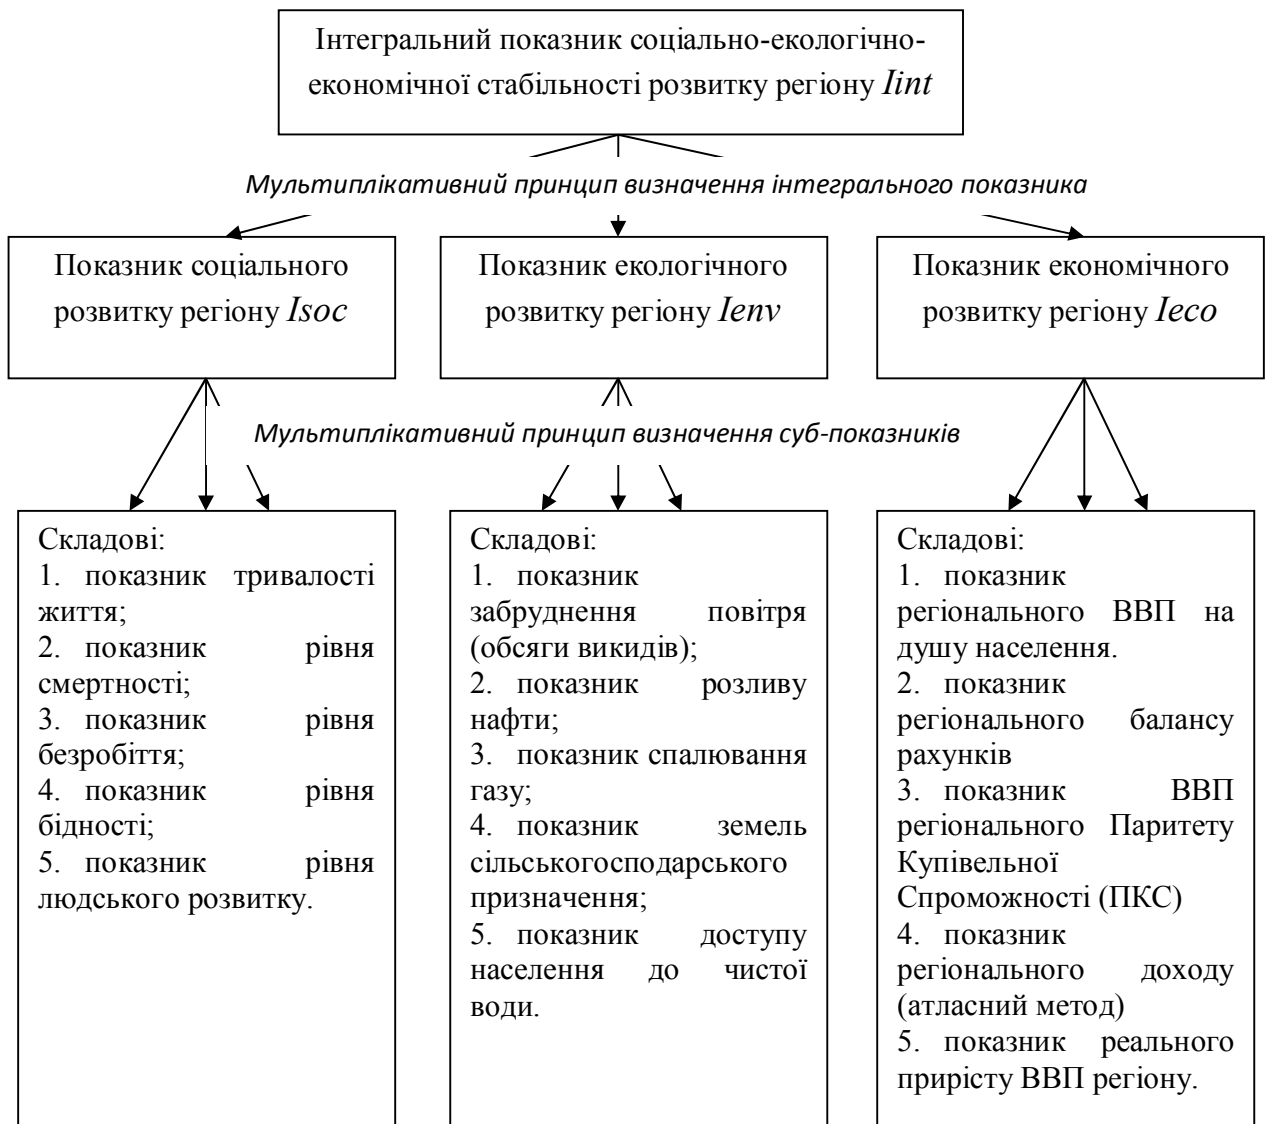 Інтегральний показник соціально-екологічно-
економічної стабільності розвитку регіону Iint
Мультиплікативний принцип визначення інтегрального показника
Показник соціального
розвитку регіону Isoc
Показник екологічного
розвитку регіону Ienv
Показник економічного
розвитку регіону Ieco
Мультиплікативний принцип визначення суб-показників
Складові:
1. показник тривалості
життя;
2. показник рівня
смертності;
3. показник рівня
безробіття;
4. показник рівня
бідності;
5. показник рівня
людського розвитку.
Складові:
1. показник
забруднення повітря
(обсяги викидів);
2. показник розливу
нафти;
3. показник спалювання
газу;
4. показник земель
сільськогосподарського
призначення;
5. показник доступу
населення до чистої
води.
Складові:
1. показник
регіонального ВВП на
душу населення.
2. показник
регіонального балансу
рахунків
3. показник ВВП
регіонального Паритету
Купівельної
Спроможності (ПКС)
4. показник
регіонального доходу
(атласний метод)
5. показник реального
прирісту ВВП регіону.